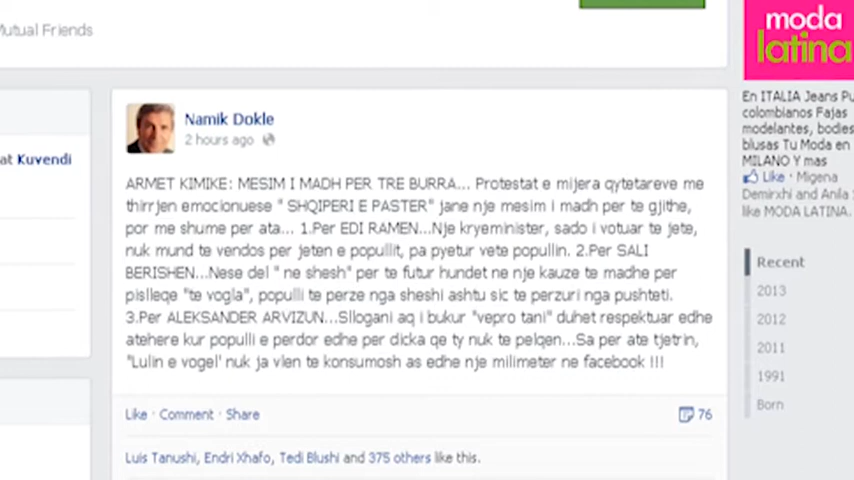 Mutual Friends
at Kuvendi
Namik Dokle
2 hours ago
ARMET KIMIKE: MESIM I MADH PER TRE BURRA... Protestat e mijera qytetareve me
thirrjen emocionuese " SHQIPERI E PASTER" jane nje mesim i madh per te gjithe,
por me shume per ata... 1.Per EDI RAMEN...Nje kryeminister, sado i votuar te jete,
nuk mund te vendos per jeten e popullit, pa pyetur vete popullin. 2.Per SALI
BERISHEN...Nese del " ne shesh" per te futur hundet ne nje kauze te madhe per
pislleqe "te vogla", populli te perze nga sheshi ashtu sic te perzuri nga pushteti.
3.Per ALEKSANDER ARVIZUN...Sllogani aq i bukur "vepro tani" duhet respektuar edhe
atehere kur populli e perdor edhe per dicka qe ty nuk te pelqen...Sa per ate tjetrin,
"Lulin e vogel' nuk ja vlen te konsumosh as edhe nje milimeter ne facebook !!!
Like · Comment · Share
76
Luis Tanushi, Endri Xhafo, Tedi Blushi and 375 others like this.
moda
latina
En ITALIA Jeans Pu
colombianos Fajas
modelantes, bodies
blusas Tu Moda en
MILANO Y mas
Like · Migena
Demirxhi and Anila
like MODA LATINA.
Recent
2013
2012
2011
1991
Born